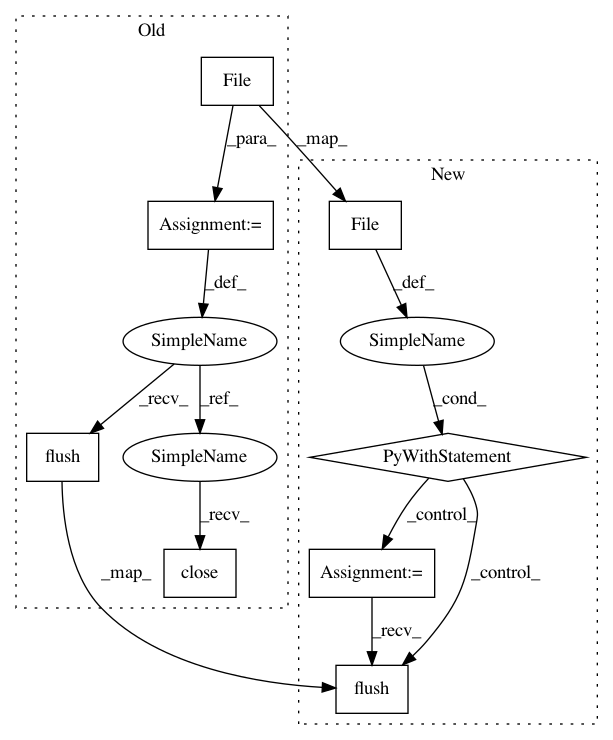 Old
File
New
_para_
_map_
Assignment:=
File
_def_
_def_
SimpleName
SimpleName
_recv_
_ref_
_cond_
flush
SimpleName
PyWithStatement
_recv_
_control_
_map_
close
Assignment:=
_control_
_recv_
flush